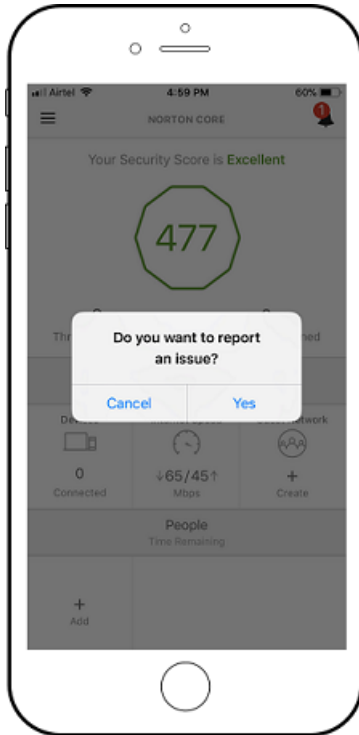 Airtel 4:59 PM 60%
NORTON CORE
1
Your Security Score is Excellent
477
Do you want to report
an issue?
Cancel Yes
0 ↓65/45↑ +
Connected Mbps Create
People
Time Remaining
+
Add